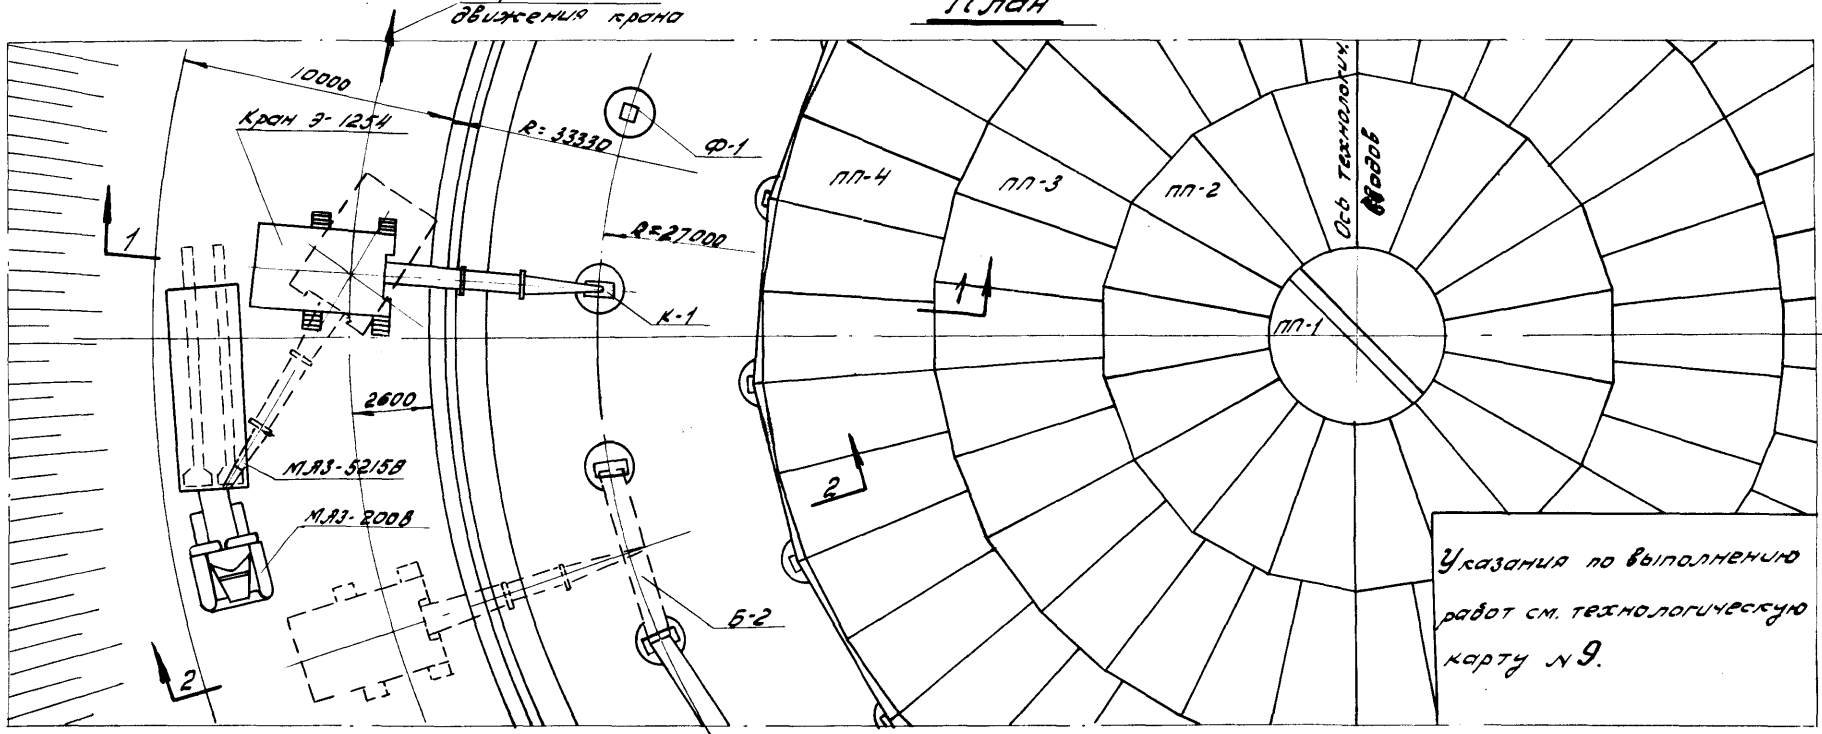 План
движения крана
10000
Кран Э-1254
R=33330
Ф-1
R=27000
ПП-4
ПП-3
ПП-2
Ось технологич.
вводов
1
1
К-1
ПП-1
2600
МАЗ-5215В
МАЗ-200В
2
2
Б-2
Указания по выполнению
работ см. технологическую
карту №9.